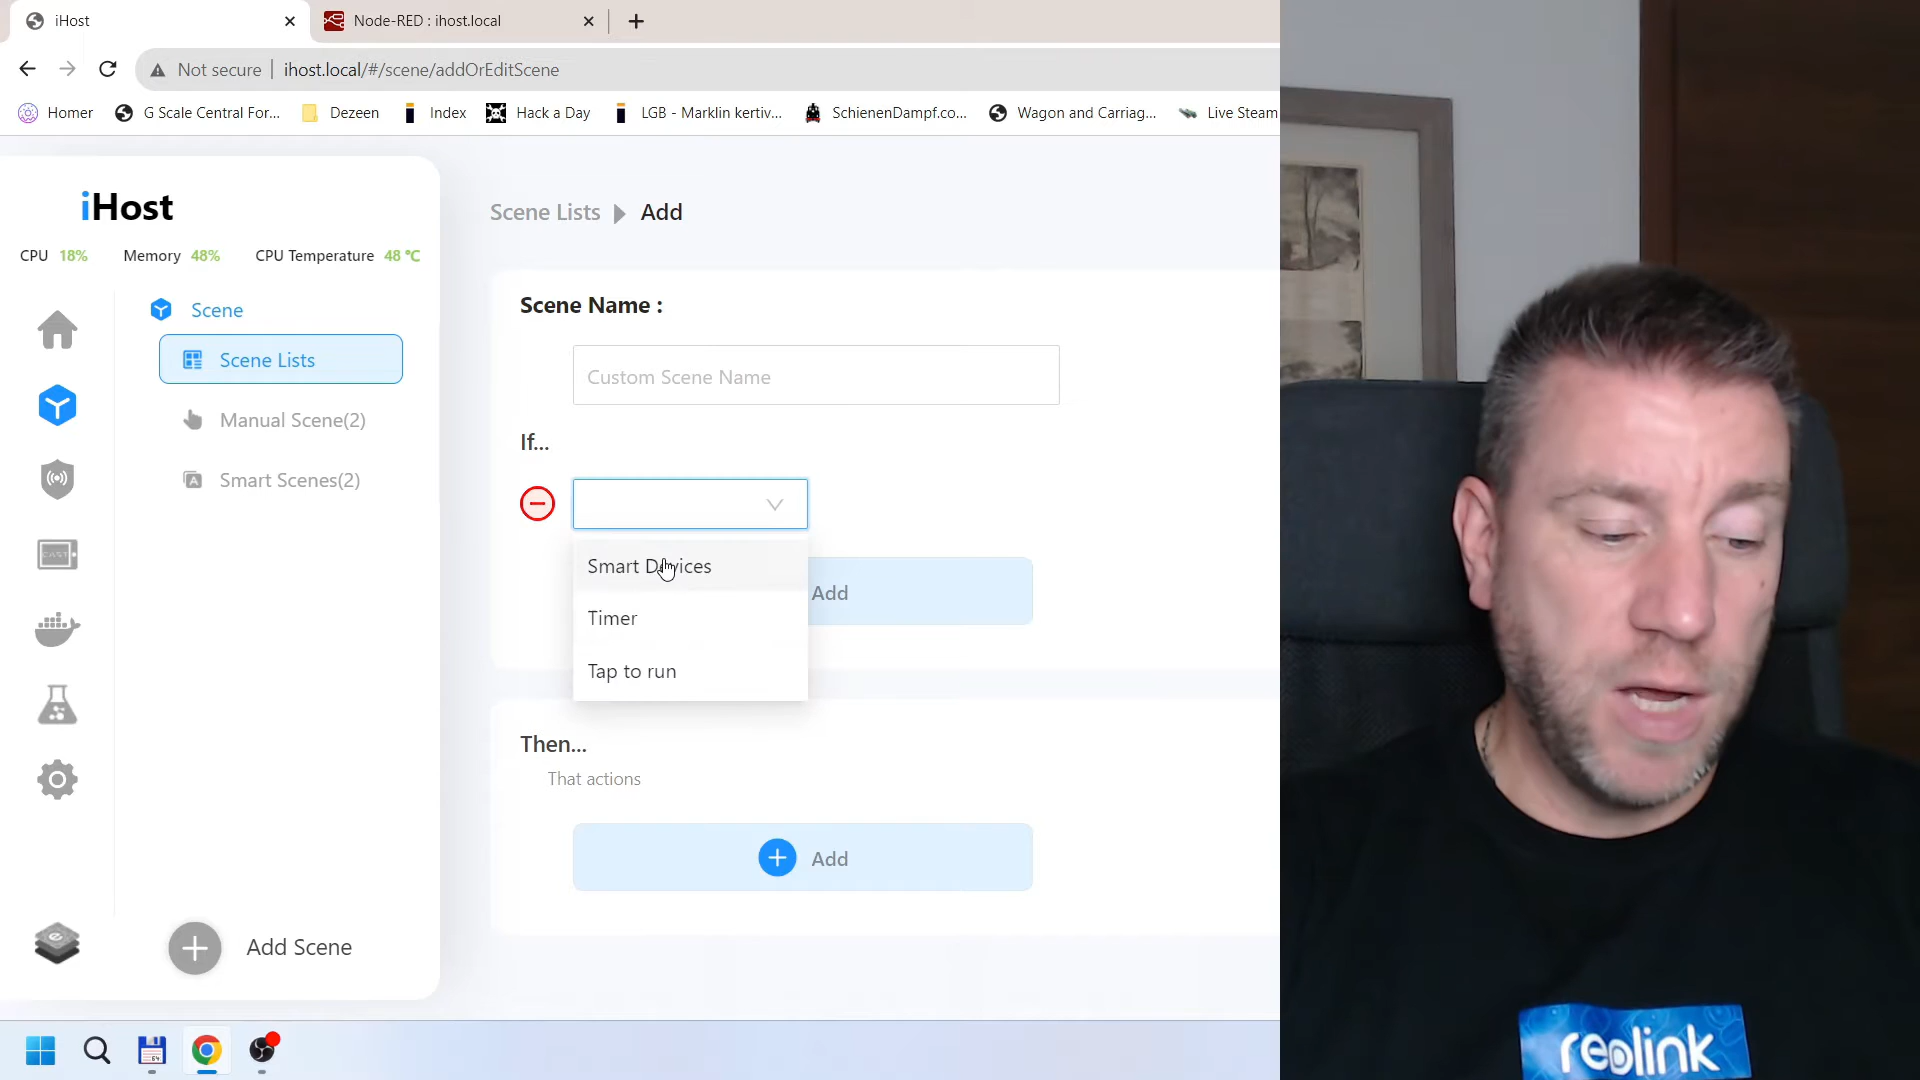 iHost
Node-RED : ihost.local
Not secure
ihost.local/#/scene/addOrEditScene
Homer
G Scale Central For...
Dezeen
Index
Hack a Day
LGB - Marklin kertiv...
SchienenDampf.co...
Wagon and Carriag...
Live Steam
iHost
CPU 18%
Memory 48%
CPU Temperature 48 ℃
Scene
Scene Lists
Manual Scene(2)
Smart Scenes(2)
CAST
Add Scene
Scene Lists
Add
Scene Name :
Custom Scene Name
If...
Smart Devices
Timer
Tap to run
Add
Then...
That actions
Add
64
reolink